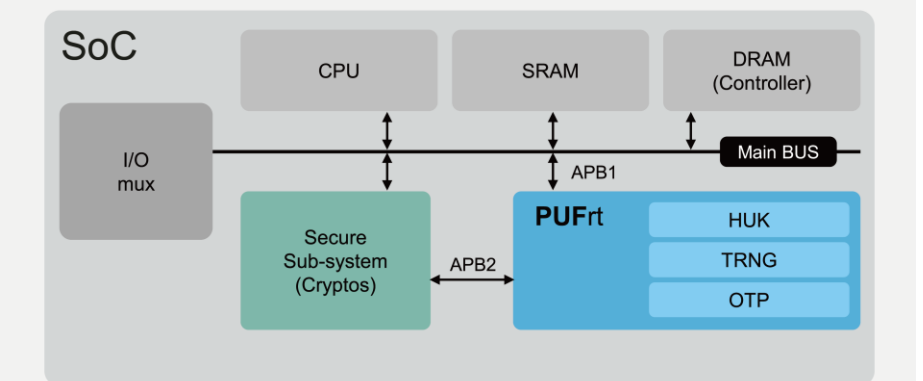 SoC
CPU
SRAM
DRAM
(Controller)
I/O
mux
Main BUS
APB1
Secure
Sub-system
(Cryptos)
APB2
PUFrt
HUK
TRNG
OTP